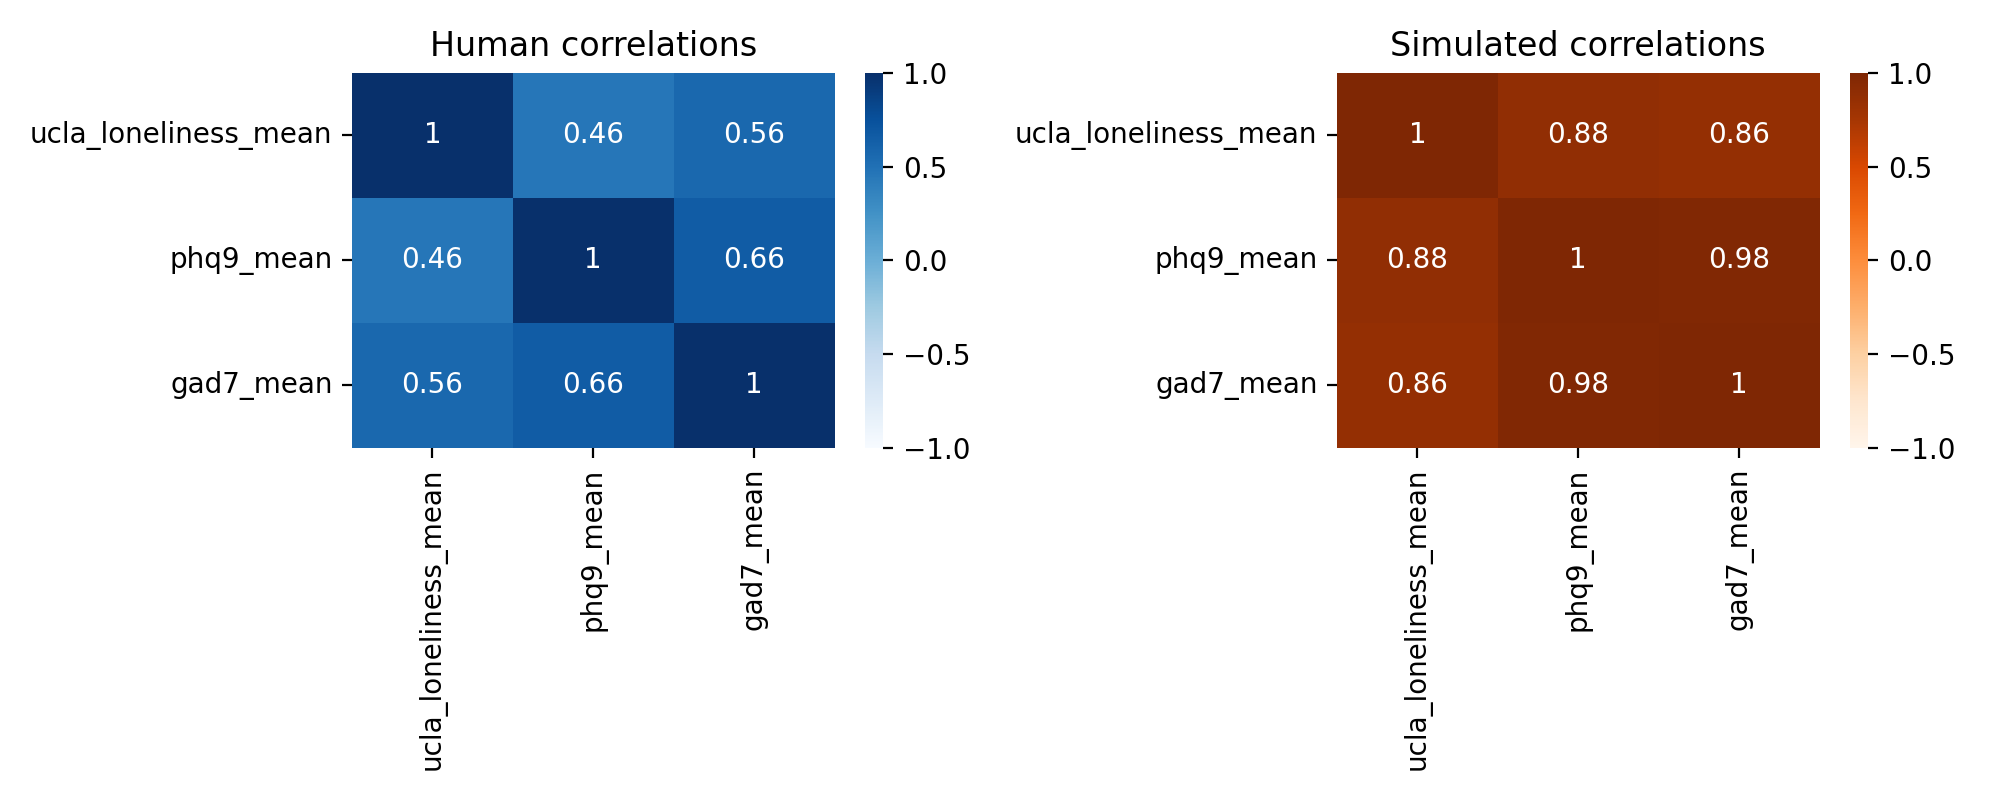 Human correlations
ucla_loneliness_mean 1 0.46 0.56
phq9_mean 0.46 1 0.66
gad7_mean 0.56 0.66 1
ucla_loneliness_mean
phq9_mean
gad7_mean
1.0
0.5
0.0
−0.5
−1.0
Simulated correlations
ucla_loneliness_mean 1 0.88 0.86
phq9_mean 0.88 1 0.98
gad7_mean 0.86 0.98 1
ucla_loneliness_mean
phq9_mean
gad7_mean
1.0
0.5
0.0
−0.5
−1.0